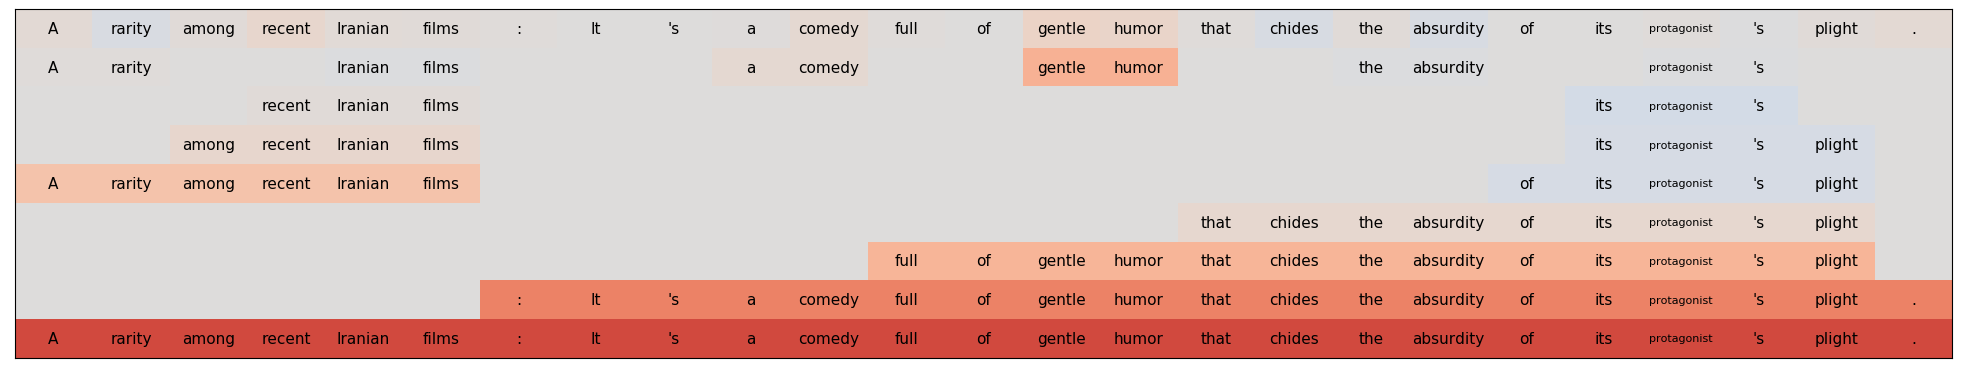 A rarity among recent Iranian films : It 's a comedy full of gentle humor that chides the absurdity of its protagonist 's plight .
A rarity Iranian films a comedy gentle humor the absurdity protagonist 's
recent Iranian films its protagonist 's
among recent Iranian films its protagonist 's plight
A rarity among recent Iranian films of its protagonist 's plight
that chides the absurdity of its protagonist 's plight
full of gentle humor that chides the absurdity of its protagonist 's plight
: It 's a comedy full of gentle humor that chides the absurdity of its protagonist 's plight .
A rarity among recent Iranian films : It 's a comedy full of gentle humor that chides the absurdity of its protagonist 's plight .